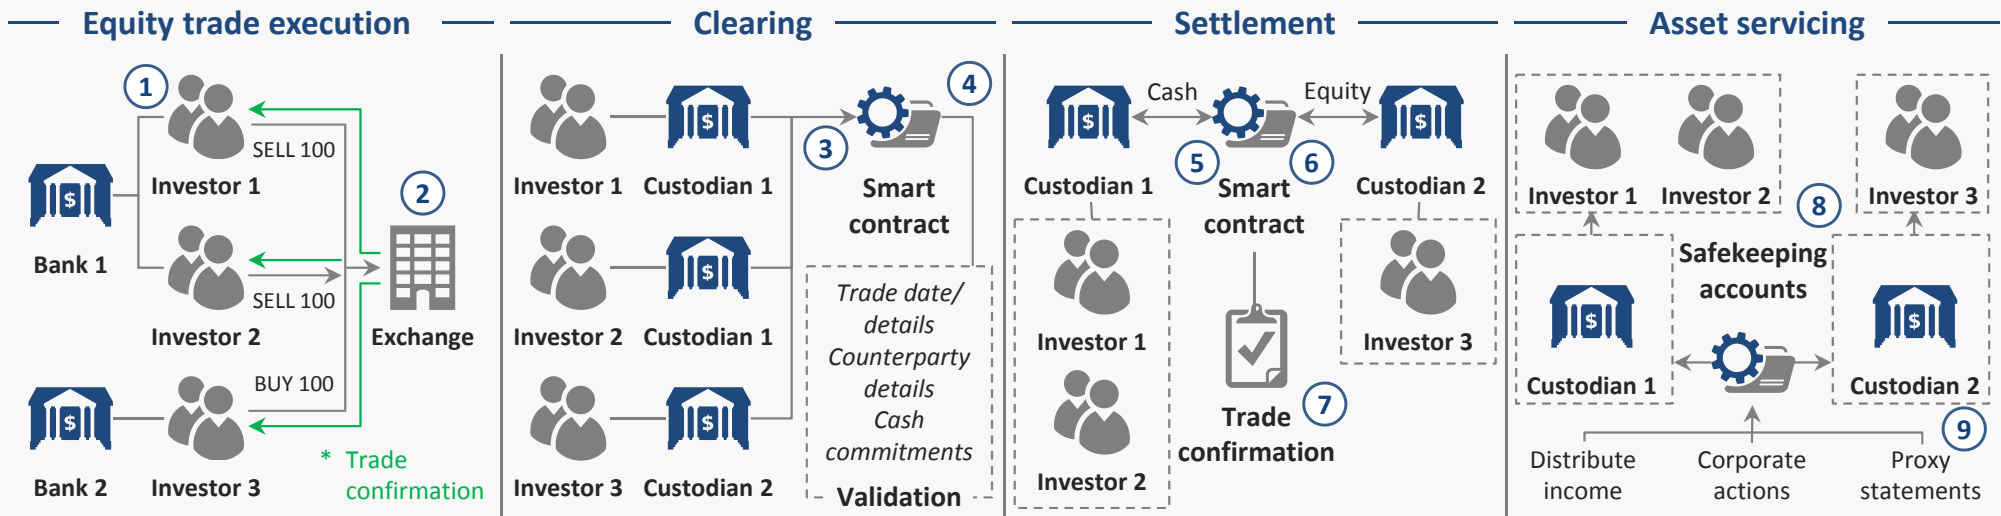 Equity trade execution
1
SELL 100
Investor 1
2
Bank 1
SELL 100
Investor 2
Exchange
BUY 100
* Trade
confirmation
Bank 2
Investor 3
Clearing
4
$
3
Investor 1
Custodian 1
Smart
contract
$
Investor 2
Custodian 1
$
Investor 3
Custodian 2
Trade date/
details
Counterparty
details
Cash
commitments
Validation
Settlement
$
Cash
Equity
$
5
6
Custodian 1
Smart
contract
Custodian 2
Investor 1
Investor 3
Investor 2
7
Trade
confirmation
Asset servicing
Investor 1
Investor 2
Investor 3
8
Safekeeping
accounts
$
Custodian 1
$
Custodian 2
9
Distribute
income
Corporate
actions
Proxy
statements
$
$